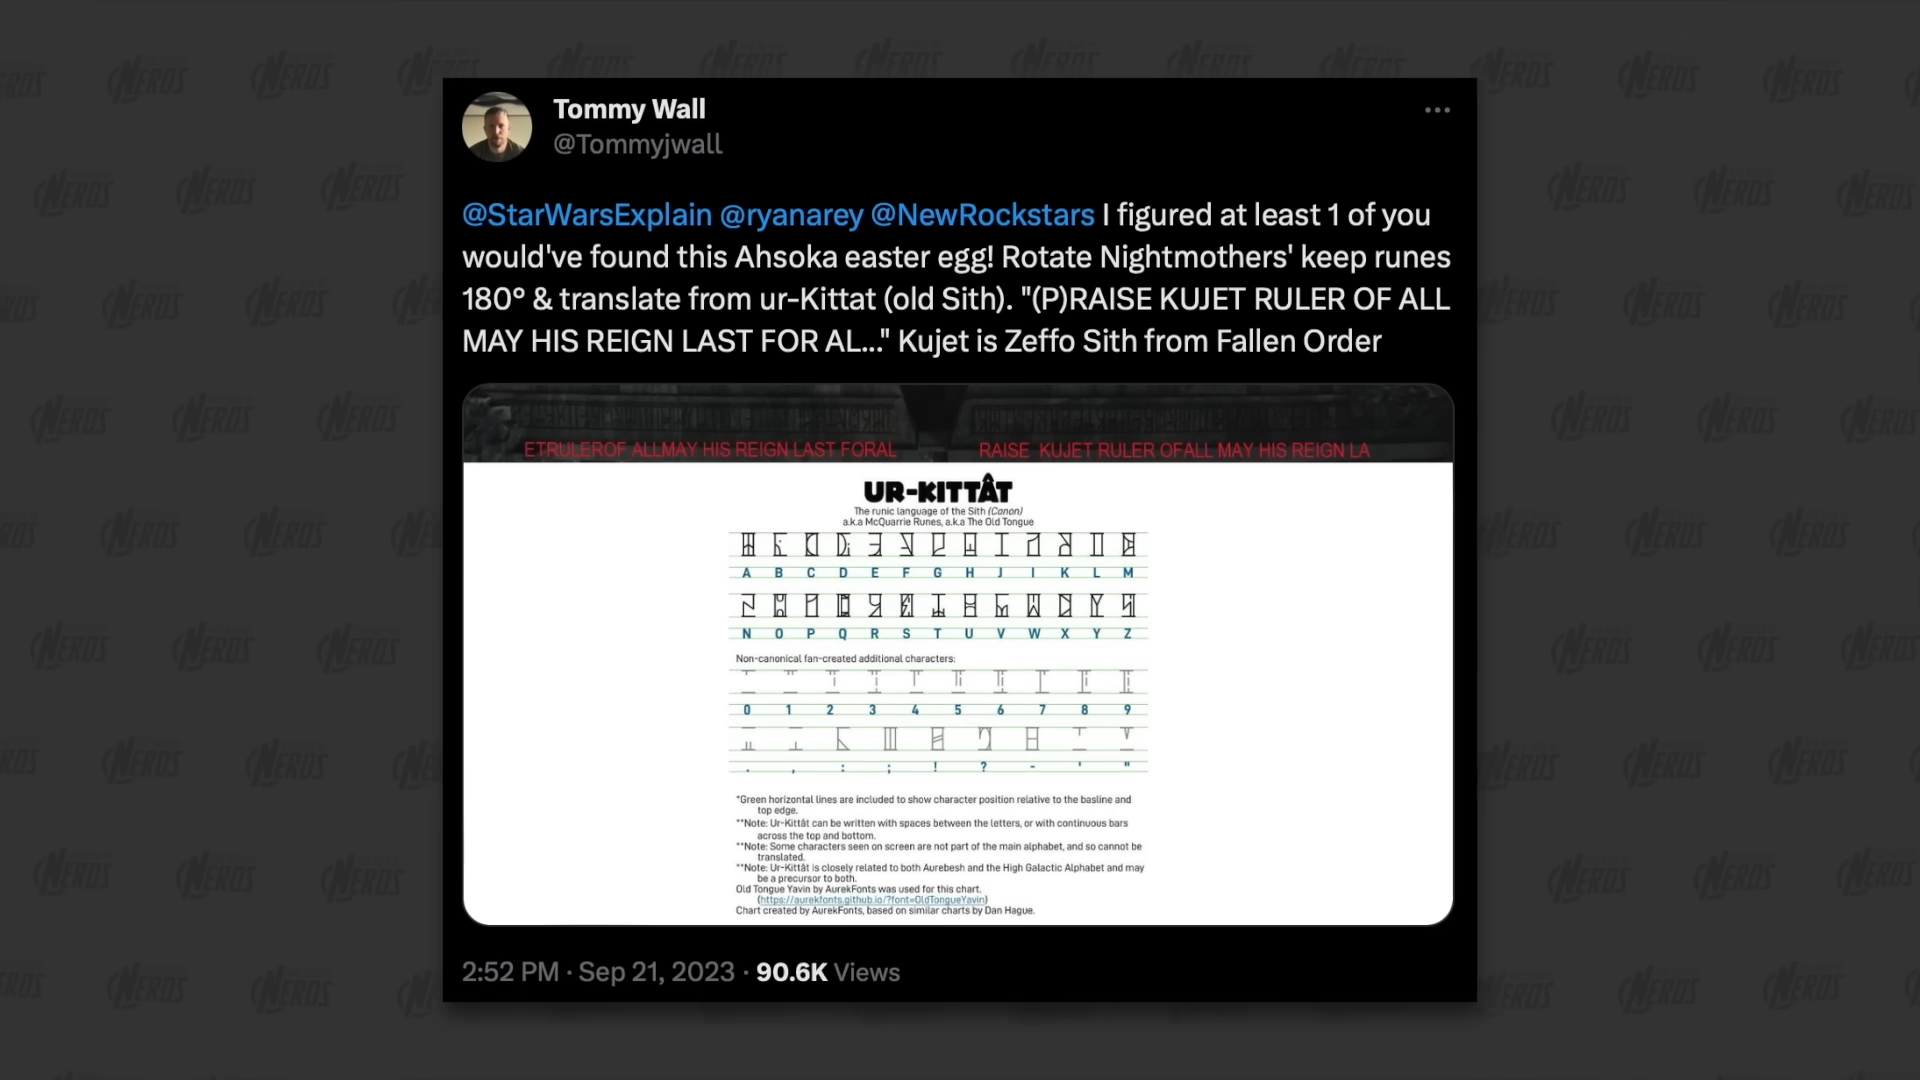 Tommy Wall
@Tommyjwall
@StarWarsExplain @ryanarey @NewRockstars I figured at least 1 of you
would've found this Ahsoka easter egg! Rotate Nightmothers' keep runes
180° & translate from ur-Kittat (old Sith). "(P)RAISE KUJET RULER OF ALL
MAY HIS REIGN LAST FOR AL..." Kujet is Zeffo Sith from Fallen Order
ETRULEROF ALLMAY HIS REIGN LAST FORAL
RAISE KUJET RULER OFALL MAY HIS REIGN LA
UR-KITTÂT
The runic language of the Sith (Canon)
a.k.a McQuarrie Runes, a.k.a The Old Tongue
A B C D E F G H J I K L M
N O P Q R S T U V W X Y Z
Non-canonical fan-created additional characters:
0 1 2 3 4 5 6 7 8 9
. , : ; ! ? - ' "
*Green horizontal lines are included to show character position relative to the basline and
top edge.
**Note: Ur-Kittât can be written with spaces between the letters, or with continuous bars
across the top and bottom.
**Note: Some characters seen on screen are not part of the main alphabet, and so cannot be
translated.
**Note: Ur-Kittât is closely related to both Aurebesh and the High Galactic Alphabet and may
be a precursor to both.
Old Tongue Yavin by AurekFonts was used for this chart.
(https://aurekfonts.github.io/?font=OldTongueYavin)
Chart created by AurekFonts, based on similar charts by Dan Hague.
2:52 PM · Sep 21, 2023 · 90.6K Views